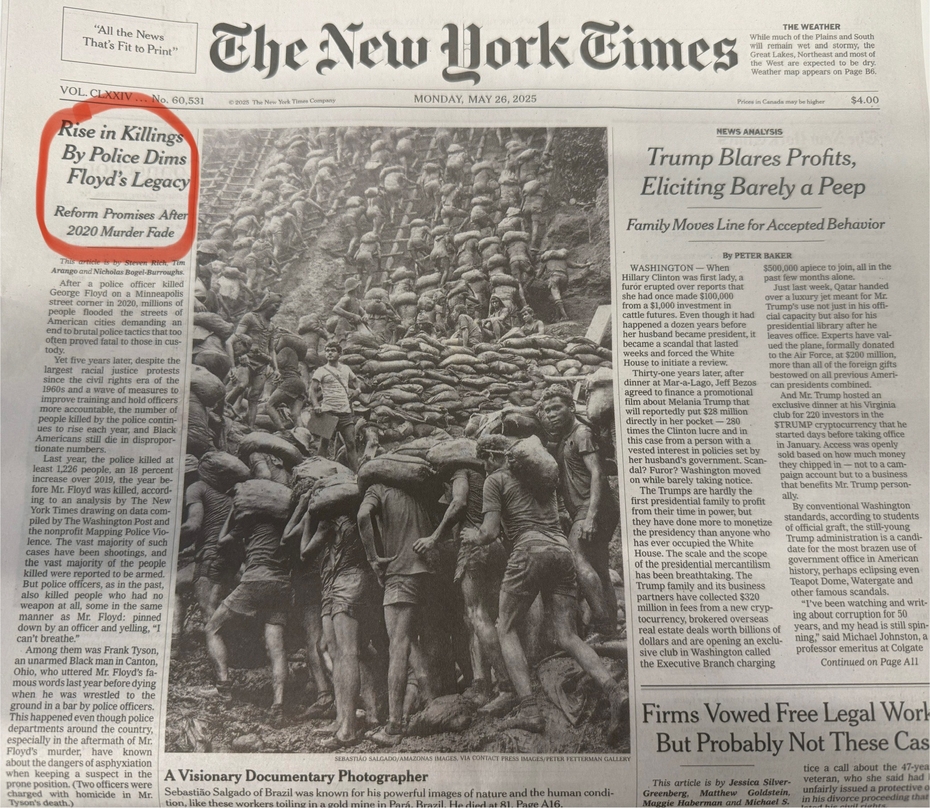 "All the News
That's Fit to Print"
The New York Times
THE WEATHER
While much of the Plains and South
will remain wet and stormy, the
Great Lakes, Northeast and most of
the West are expected to be dry.
Weather map appears on Page B6.
VOL. CLXXIV ... No. 60,531
© 2025 The New York Times Company
MONDAY, MAY 26, 2025
Prices in Canada may be higher
$4.00
Rise in Killings
By Police Dims
Floyd's Legacy
Reform Promises After
2020 Murder Fade
This article is by Steven Rich, Tim
Arango and Nicholas Bogel-Burroughs.
After a police officer killed
George Floyd on a Minneapolis
street corner in 2020, millions of
people flooded the streets of
American cities demanding an
end to brutal police tactics that too
often proved fatal to those in cus-
tody.
Yet five years later, despite the
largest racial justice protests
since the civil rights era of the
1960s and a wave of measures to
improve training and hold officers
more accountable, the number of
people killed by the police contin-
ues to rise each year, and Black
Americans still die in dispropor-
tionate numbers.
Last year, the police killed at
least 1,226 people, an 18 percent
increase over 2019, the year be-
fore Mr. Floyd was killed, accord-
ing to an analysis by The New
York Times drawing on data com-
piled by The Washington Post and
the nonprofit Mapping Police Vio-
lence. The vast majority of such
cases have been shootings, and
the vast majority of the people
killed were reported to be armed.
But police officers, as in the past,
also killed people who had no
weapon at all, some in the same
manner as Mr. Floyd: pinned
down by an officer and yelling, "I
can't breathe."
Among them was Frank Tyson,
an unarmed Black man in Canton,
Ohio, who uttered Mr. Floyd's fa-
mous words last year before dying
when he was wrestled to the
ground in a bar by police officers.
This happened even though police
departments around the country,
especially in the aftermath of Mr.
Floyd's murder, have known
about the dangers of asphyxiation
when keeping a suspect in the
prone position. (Two officers were
charged with homicide in Mr.
Tyson's death.)
SEBASTIÃO SALGADO/AMAZONAS IMAGES, VIA CONTACT PRESS IMAGES/PETER FETTERMAN GALLERY
A Visionary Documentary Photographer
Sebastião Salgado of Brazil was known for his powerful images of nature and the human condi-
tion, like these workers toiling in a gold mine in Pará, Brazil. He died at 81. Page A16.
NEWS ANALYSIS
Trump Blares Profits,
Eliciting Barely a Peep
Family Moves Line for Accepted Behavior
By PETER BAKER
WASHINGTON — When
Hillary Clinton was first lady, a
furor erupted over reports that
she had once made $100,000
from a $1,000 investment in
cattle futures. Even though it had
happened a dozen years before
her husband became president, it
became a scandal that lasted
weeks and forced the White
House to initiate a review.
Thirty-one years later, after
dinner at Mar-a-Lago, Jeff Bezos
agreed to finance a promotional
film about Melania Trump that
will reportedly put $28 million
directly in her pocket — 280
times the Clinton lucre and in
this case from a person with a
vested interest in policies set by
her husband's government. Scan-
dal? Furor? Washington moved
on while barely taking notice.
The Trumps are hardly the
first presidential family to profit
from their time in power, but
they have done more to monetize
the presidency than anyone who
has ever occupied the White
House. The scale and the scope
of the presidential mercantilism
has been breathtaking. The
Trump family and its business
partners have collected $320
million in fees from a new cryp-
tocurrency, brokered overseas
real estate deals worth billions of
dollars and are opening an exclu-
sive club in Washington called
the Executive Branch charging
$500,000 apiece to join, all in the
past few months alone.
Just last week, Qatar handed
over a luxury jet meant for Mr.
Trump's use not just in his offi-
cial capacity but also for his
presidential library after he
leaves office. Experts have val-
ued the plane, formally donated
to the Air Force, at $200 million,
more than all of the foreign gifts
bestowed on all previous Ameri-
can presidents combined.
And Mr. Trump hosted an
exclusive dinner at his Virginia
club for 220 investors in the
$TRUMP cryptocurrency that he
started days before taking office
in January. Access was openly
sold based on how much money
they chipped in — not to a cam-
paign account but to a business
that benefits Mr. Trump person-
ally.
By conventional Washington
standards, according to students
of official graft, the still-young
Trump administration is a candi-
date for the most brazen use of
government office in American
history, perhaps eclipsing even
Teapot Dome, Watergate and
other famous scandals.
"I've been watching and writ-
ing about corruption for 50
years, and my head is still spin-
ning," said Michael Johnston, a
professor emeritus at Colgate
Continued on Page A11
Firms Vowed Free Legal Work
But Probably Not These Cas
This article is by Jessica Silver-
Greenberg, Matthew Goldstein,
Maggie Haberman and Michael S.
tice a call about the 47-yea
veteran, who she said had
unfairly issued a protective o
in his divorce proceeding that